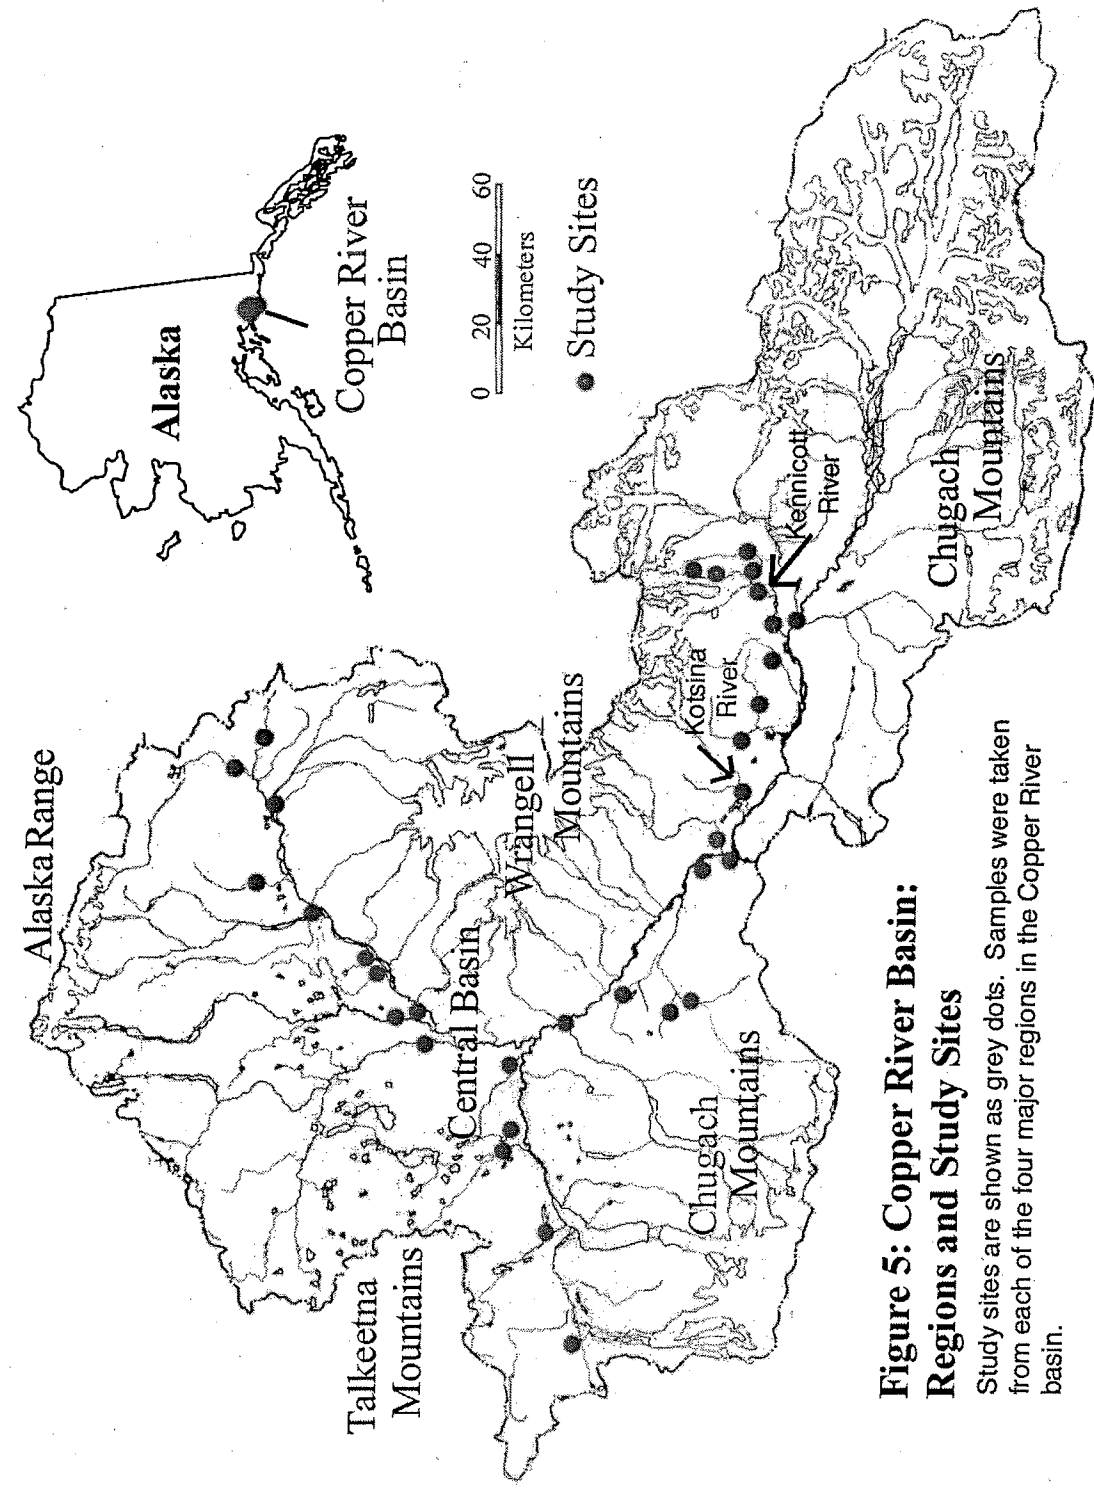 Alaska Range
Talkeetna
Mountains
Central Basin
Wrangell
Mountains
Chugach
Mountains
Kotsina
River
Kennicott
River
Chugach
Mountains
Alaska
Copper River
Basin
0 20 40 60
Kilometers
Study Sites
Figure 5: Copper River Basin:
Regions and Study Sites
Study sites are shown as grey dots. Samples were taken
from each of the four major regions in the Copper River
basin.